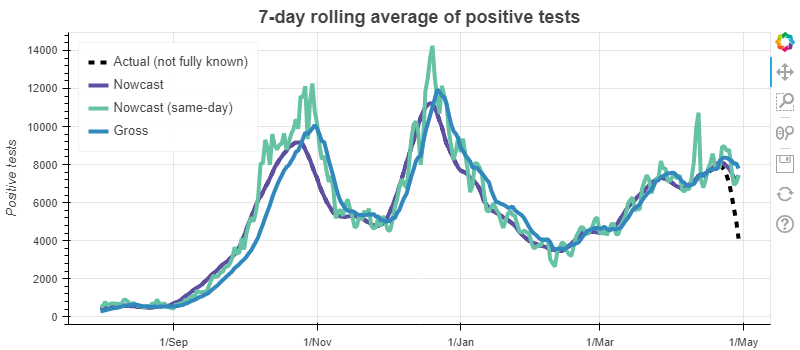 7-day rolling average of positive tests
Positive tests
14000
12000
10000
8000
6000
4000
2000
0
Actual (not fully known)
Nowcast
Nowcast (same-day)
Gross
1/Sep
1/Nov
1/Jan
1/Mar
1/May